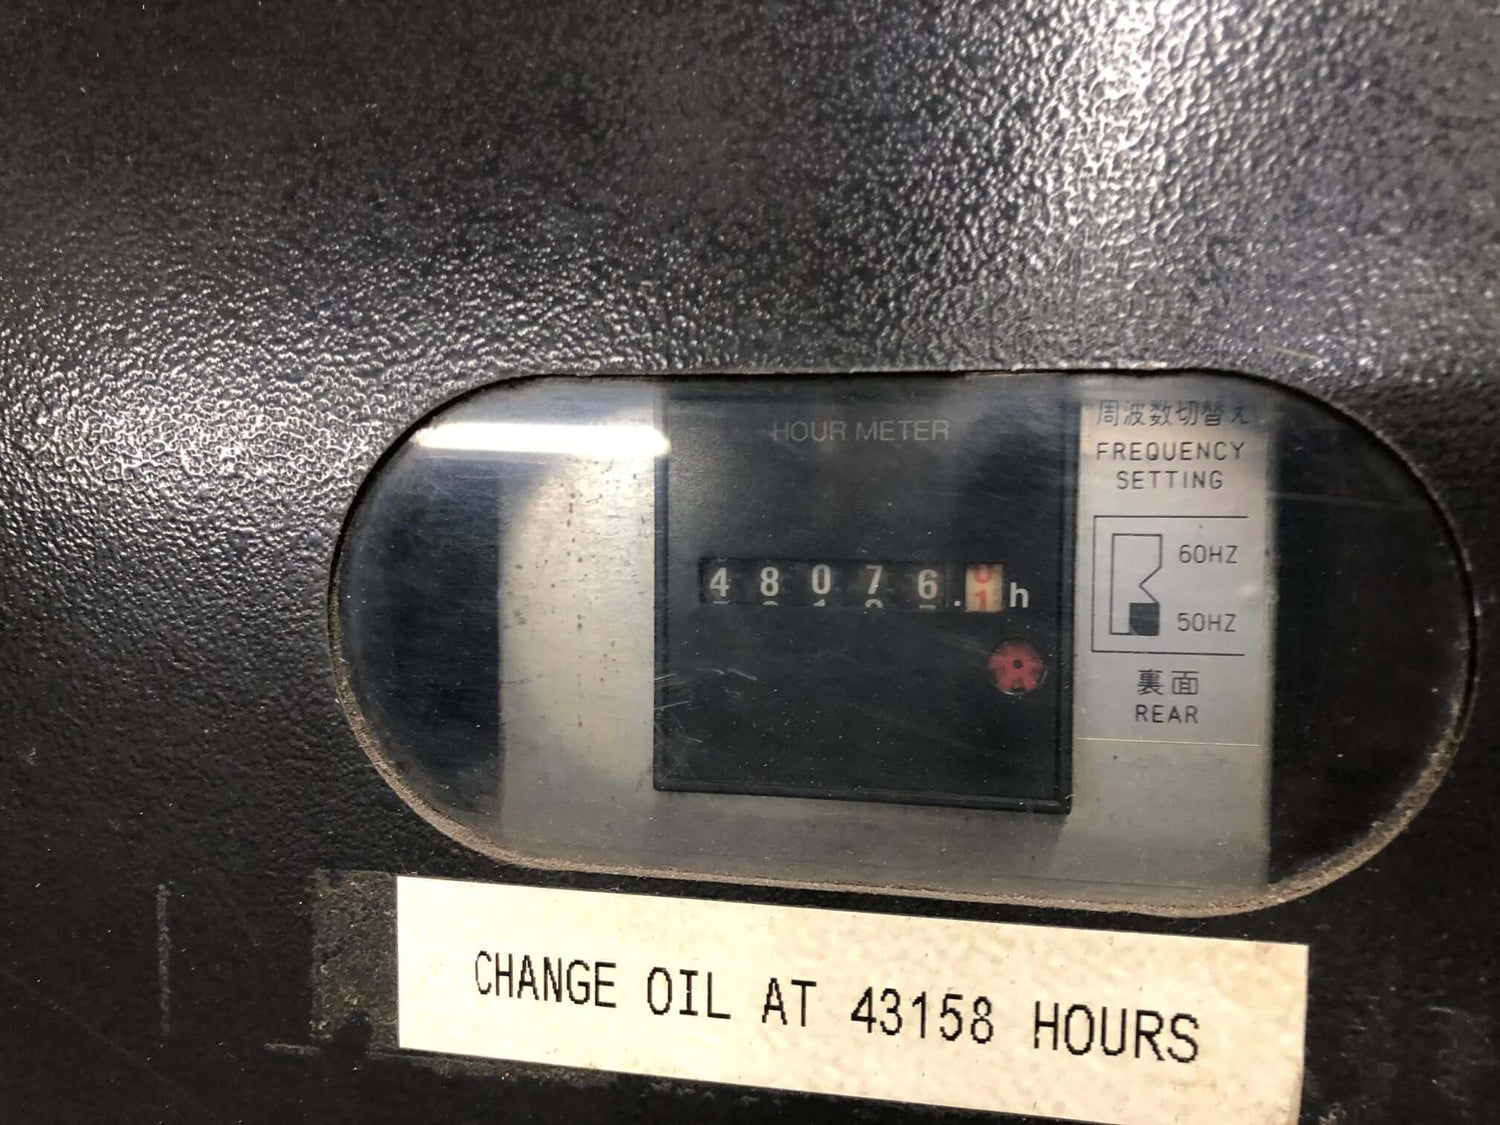 HOUR METER
48076.1h
周波数切替え
FREQUENCY
SETTING
60HZ
50HZ
裏面
REAR
CHANGE OIL AT 43158 HOURS